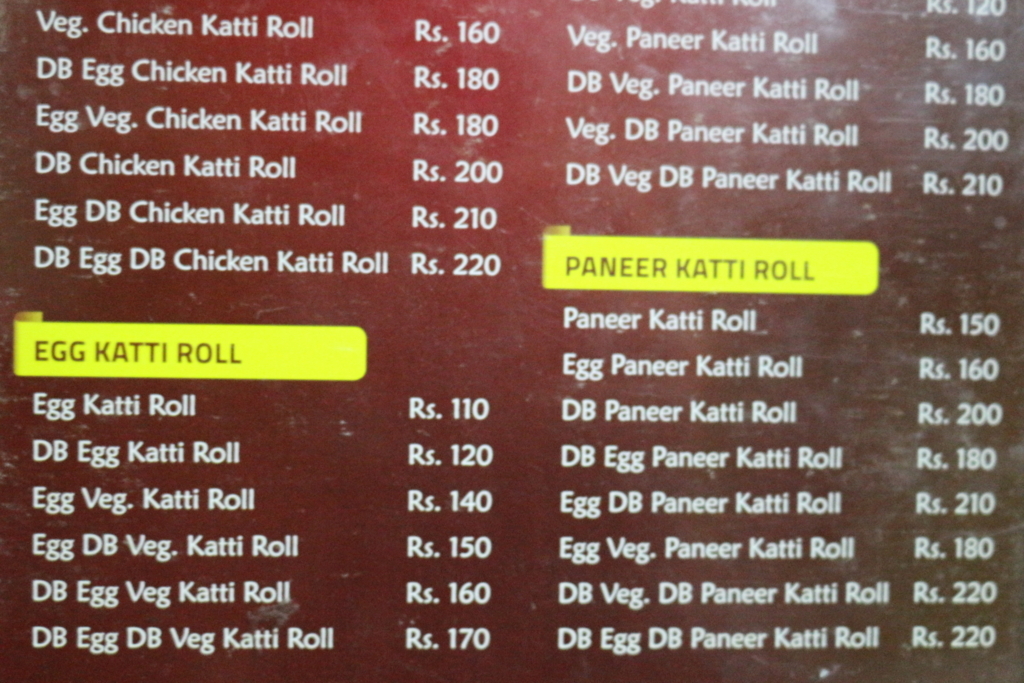 Veg. Chicken Katti Roll Rs. 160
DB Egg Chicken Katti Roll Rs. 180
Egg Veg. Chicken Katti Roll Rs. 180
DB Chicken Katti Roll Rs. 200
Egg DB Chicken Katti Roll Rs. 210
DB Egg DB Chicken Katti Roll Rs. 220
EGG KATTI ROLL
Egg Katti Roll Rs. 110
DB Egg Katti Roll Rs. 120
Egg Veg. Katti Roll Rs. 140
Egg DB Veg. Katti Roll Rs. 150
DB Egg Veg Katti Roll Rs. 160
DB Egg DB Veg Katti Roll Rs. 170
DB Veg. Katti Roll Rs. 120
Veg. Paneer Katti Roll Rs. 160
DB Veg. Paneer Katti Roll Rs. 180
Veg. DB Paneer Katti Roll Rs. 200
DB Veg DB Paneer Katti Roll Rs. 210
PANEER KATTI ROLL
Paneer Katti Roll Rs. 150
Egg Paneer Katti Roll Rs. 160
DB Paneer Katti Roll Rs. 200
DB Egg Paneer Katti Roll Rs. 180
Egg DB Paneer Katti Roll Rs. 210
Egg Veg. Paneer Katti Roll Rs. 180
DB Veg. DB Paneer Katti Roll Rs. 220
DB Egg DB Paneer Katti Roll Rs. 220